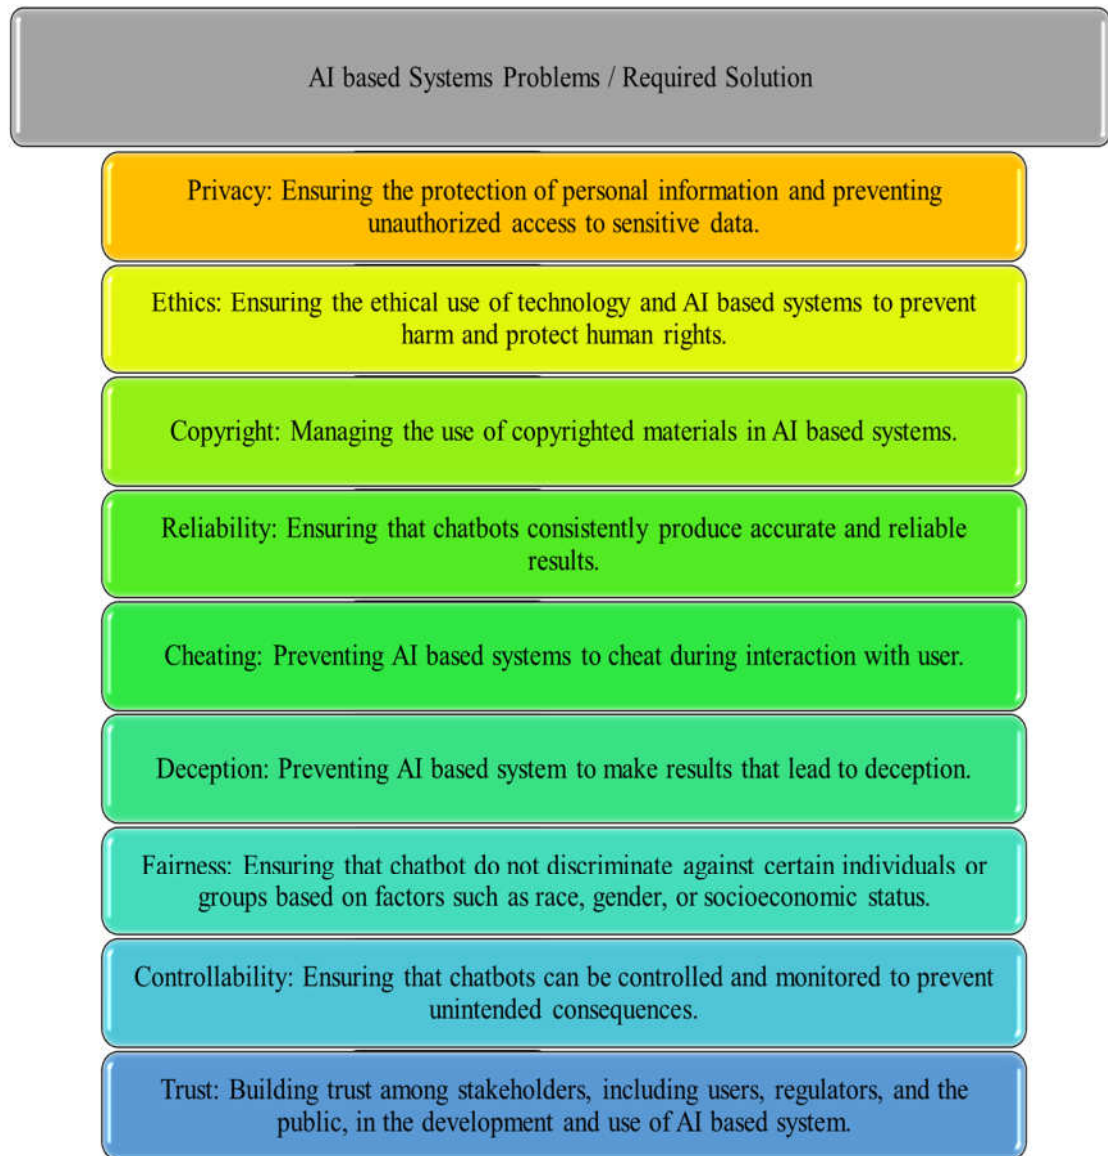 AI based Systems Problems / Required Solution
Privacy: Ensuring the protection of personal information and preventing
unauthorized access to sensitive data.
Ethics: Ensuring the ethical use of technology and AI based systems to prevent
harm and protect human rights.
Copyright: Managing the use of copyrighted materials in AI based systems.
Reliability: Ensuring that chatbots consistently produce accurate and reliable
results.
Cheating: Preventing AI based systems to cheat during interaction with user.
Deception: Preventing AI based system to make results that lead to deception.
Fairness: Ensuring that chatbot do not discriminate against certain individuals or
groups based on factors such as race, gender, or socioeconomic status.
Controllability: Ensuring that chatbots can be controlled and monitored to prevent
unintended consequences.
Trust: Building trust among stakeholders, including users, regulators, and the
public, in the development and use of AI based system.